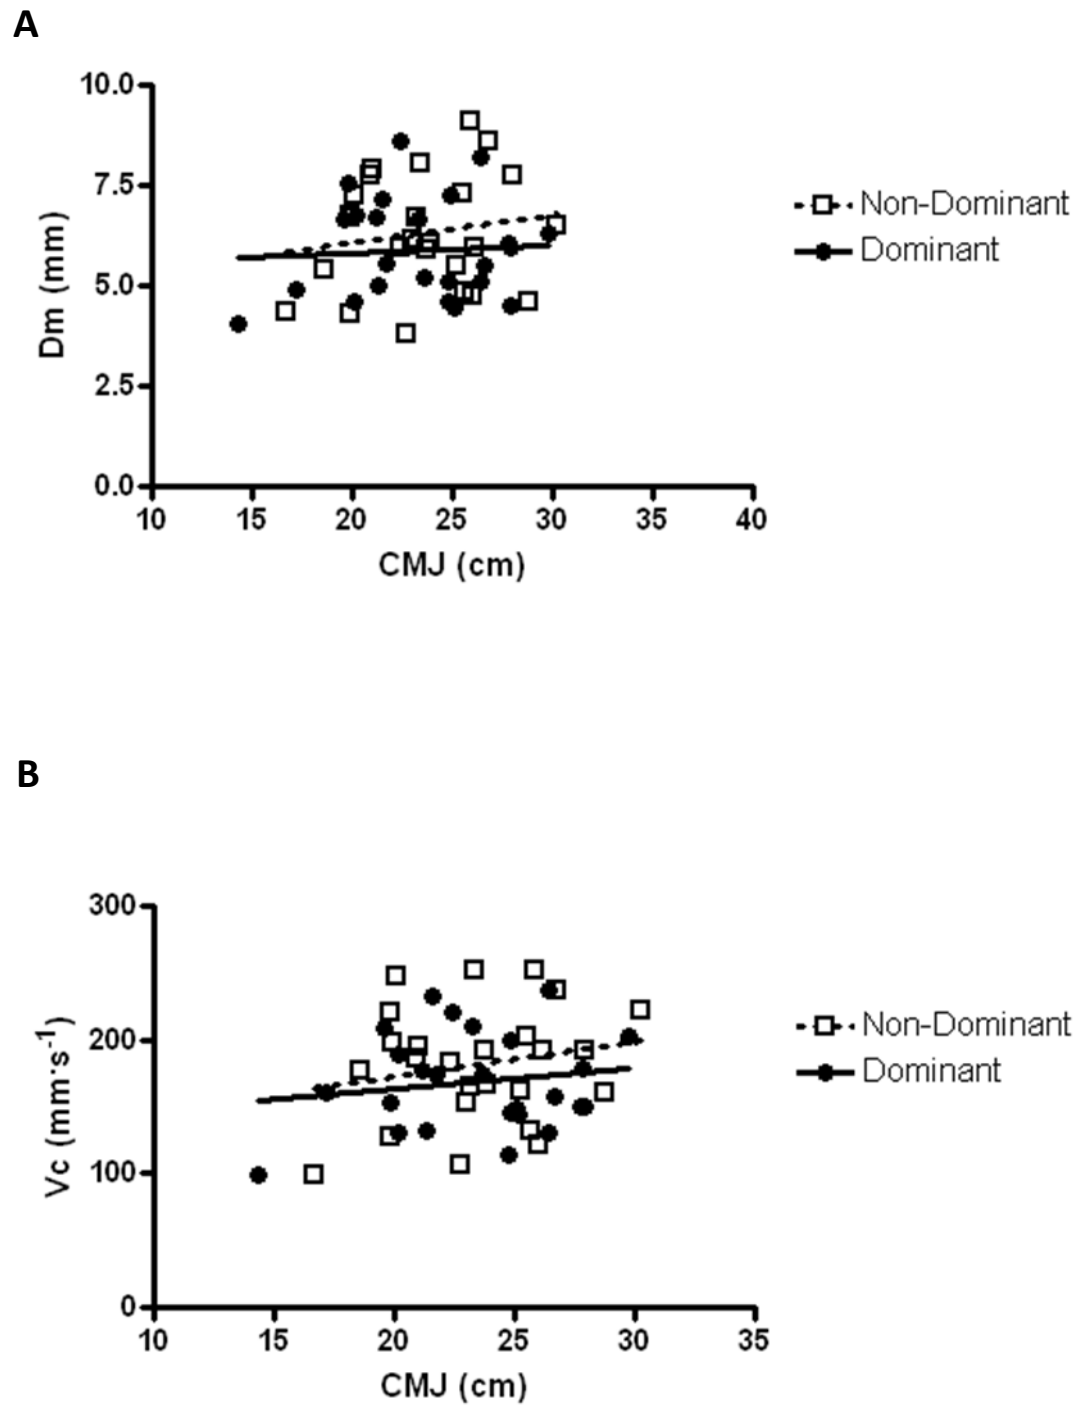 A
10.0
7.5
5.0
2.5
0.0
Dm (mm)
10 15 20 25 30 35 40
CMJ (cm)
Non-Dominant
Dominant
B
300
200
100
0
Vc (mm·s⁻¹)
10 15 20 25 30 35
CMJ (cm)
Non-Dominant
Dominant